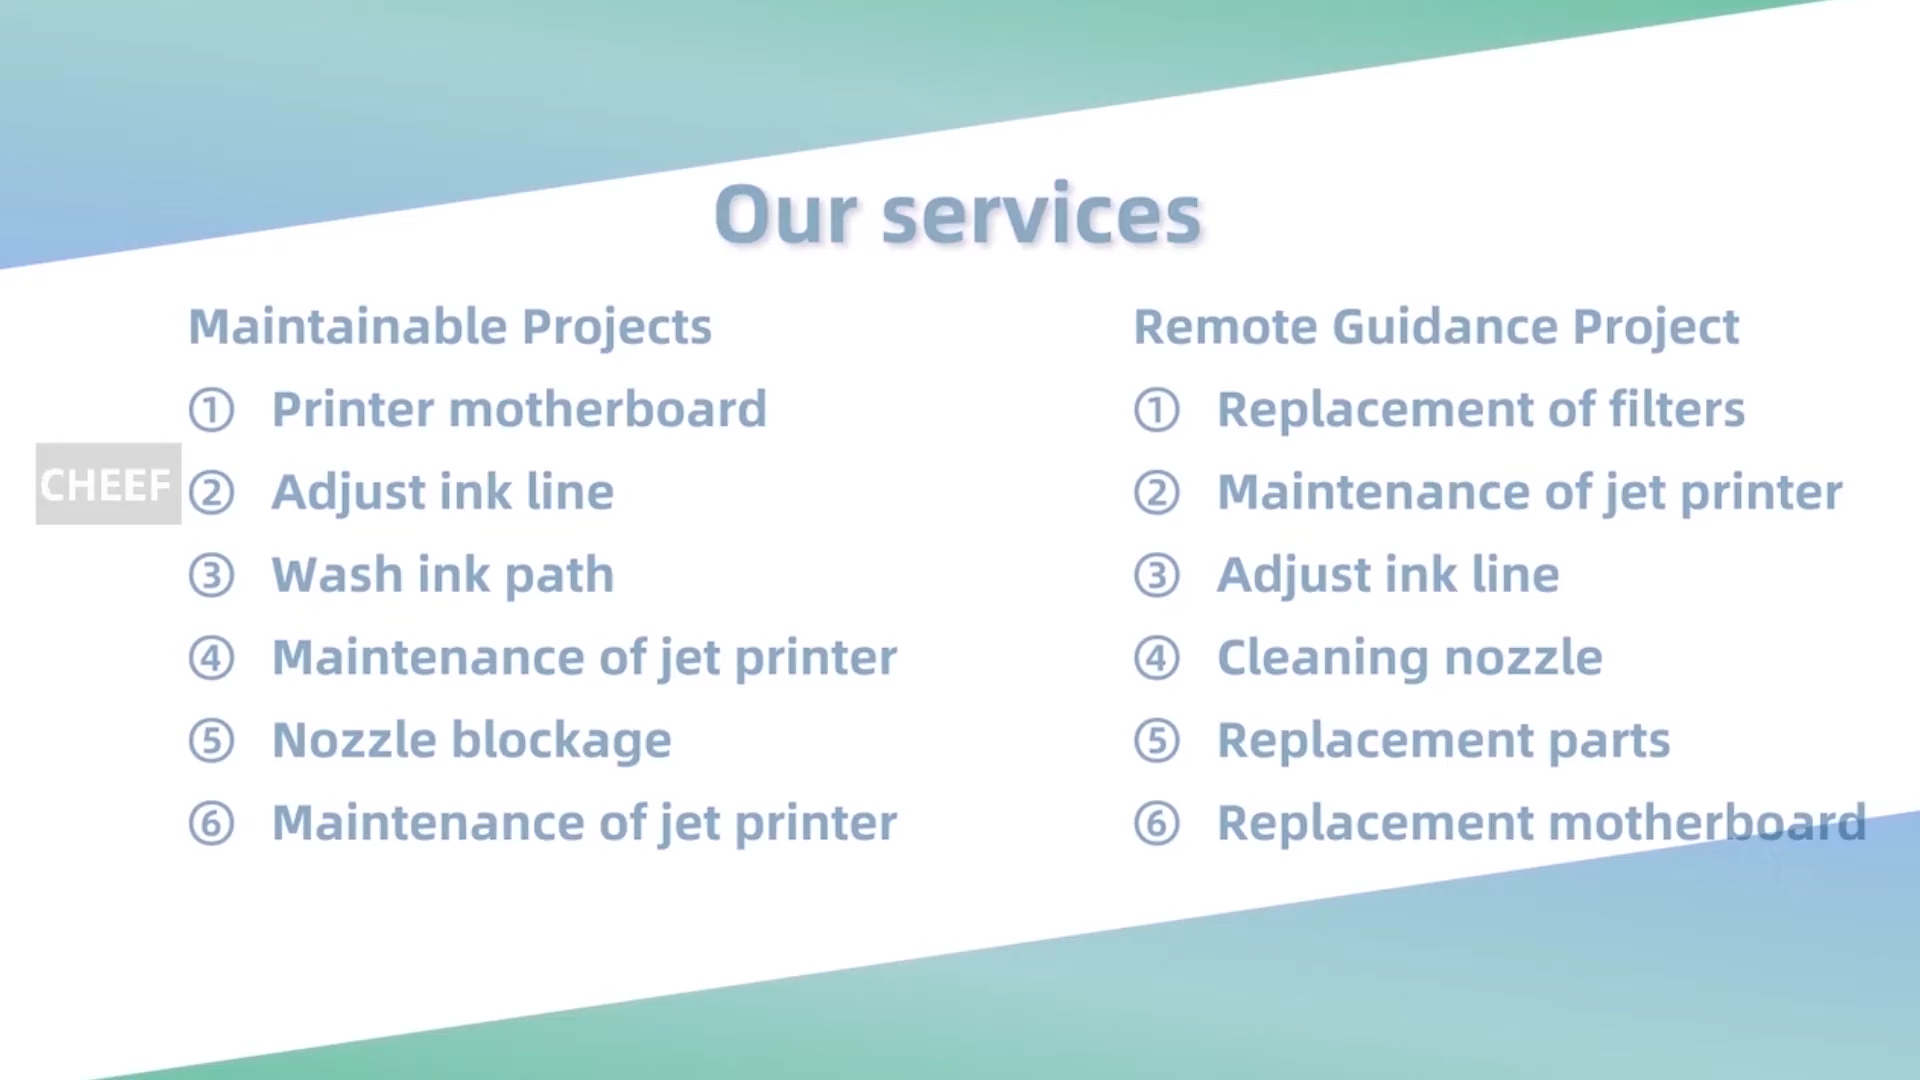 Our services
Maintainable Projects
① Printer motherboard
② Adjust ink line
③ Wash ink path
④ Maintenance of jet printer
⑤ Nozzle blockage
⑥ Maintenance of jet printer
Remote Guidance Project
① Replacement of filters
② Maintenance of jet printer
③ Adjust ink line
④ Cleaning nozzle
⑤ Replacement parts
⑥ Replacement motherboard
CHEEF